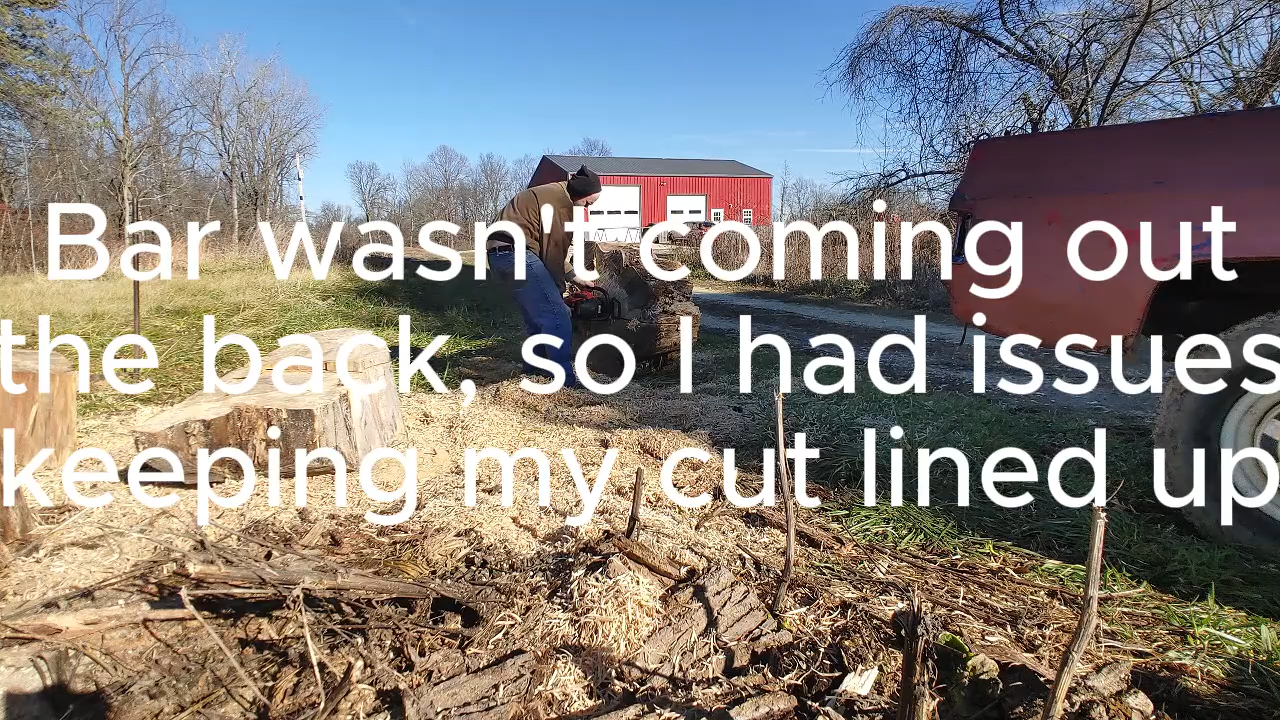 Bar wasn't coming out
the back, so I had issues
keeping my cut lined up